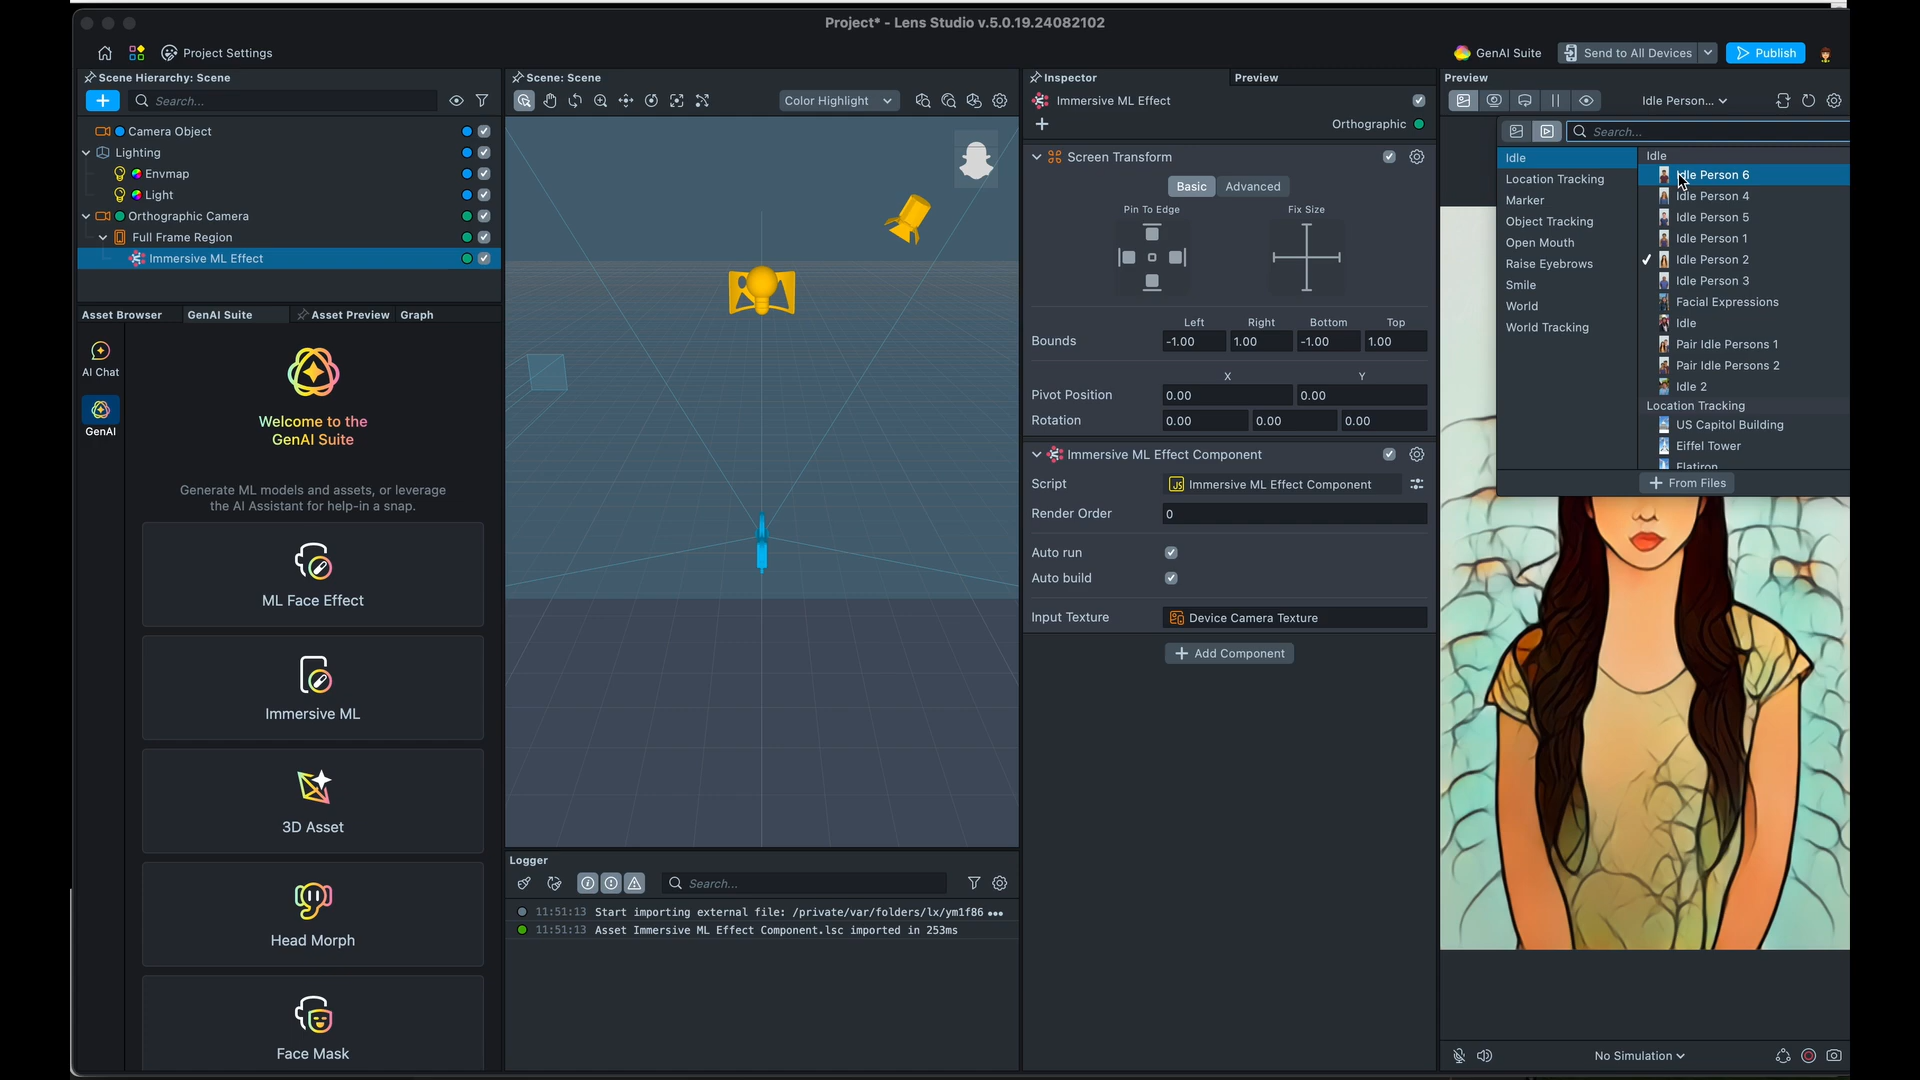 Project* - Lens Studio v.5.0.19.24082102
Project Settings
GenAI Suite
Send to All Devices
Publish
Scene Hierarchy: Scene
Search...
Camera Object
Lighting
Envmap
Light
Orthographic Camera
Full Frame Region
Immersive ML Effect
Asset Browser
GenAI Suite
Asset Preview
Graph
AI Chat
GenAI
Welcome to the
GenAI Suite
Generate ML models and assets, or leverage
the AI Assistant for help-in a snap.
ML Face Effect
Immersive ML
3D Asset
Head Morph
Face Mask
Scene: Scene
Color Highlight
Logger
Search...
11:51:13 Start importing external file: /private/var/folders/lx/ym1f86 •••
11:51:13 Asset Immersive ML Effect Component.lsc imported in 253ms
Inspector
Preview
Immersive ML Effect
Orthographic
Screen Transform
Basic
Advanced
Pin To Edge
Fix Size
Left Right Bottom Top
Bounds -1.00 1.00 -1.00 1.00
X Y
Pivot Position 0.00 0.00
Rotation 0.00 0.00 0.00
Immersive ML Effect Component
Script JS Immersive ML Effect Component
Render Order 0
Auto run
Auto build
Input Texture Device Camera Texture
+ Add Component
Preview
Idle Person...
Search...
Idle
Location Tracking
Marker
Object Tracking
Open Mouth
Raise Eyebrows
Smile
World
World Tracking
Idle
Idle Person 6
Idle Person 4
Idle Person 5
Idle Person 1
Idle Person 2
Idle Person 3
Facial Expressions
Idle
Pair Idle Persons 1
Pair Idle Persons 2
Idle 2
Location Tracking
US Capitol Building
Eiffel Tower
Flatiron
+ From Files
No Simulation